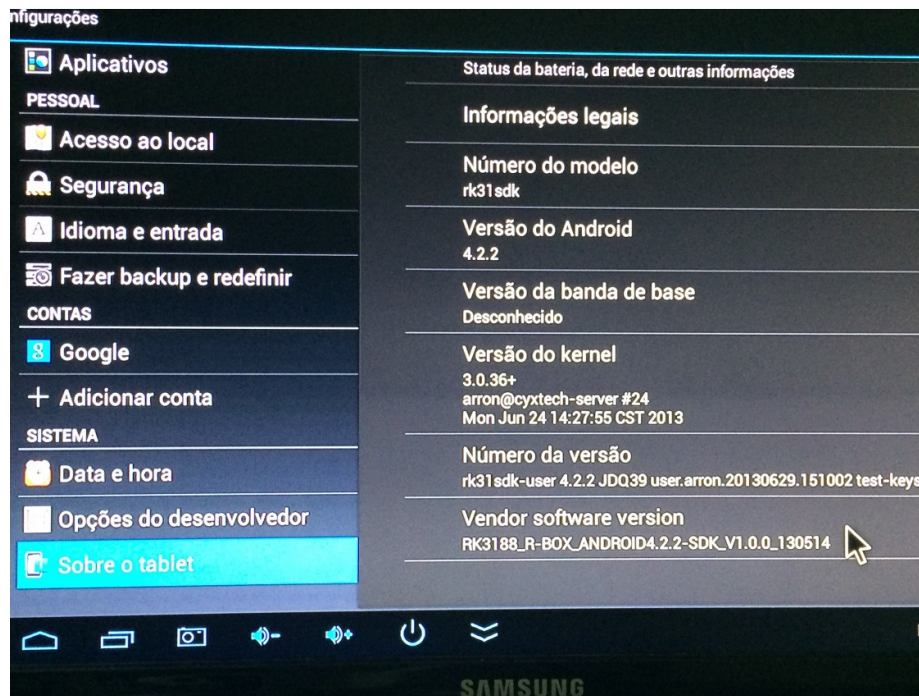 nfigurações
Aplicativos
PESSOAL
Acesso ao local
Segurança
A
Idioma e entrada
Fazer backup e redefinir
CONTAS
8
Google
Adicionar conta
SISTEMA
Data e hora
Opções do desenvolvedor
Sobre o tablet
Status da bateria, da rede e outras informações
Informações legais
Número do modelo
rk31sdk
Versão do Android
4.2.2
Versão da banda de base
Desconhecido
Versão do kernel
3.0.36+
arron@cyxtech-server #24
Mon Jun 24 14:27:55 CST 2013
Número da versão
rk31sdk-user 4.2.2 JDQ39 user.arron.20130629.151002 test-keys
Vendor software version
RK3188_R-BOX_ANDROID4.2.2-SDK_V1.0.0_130514
SAMSUNG